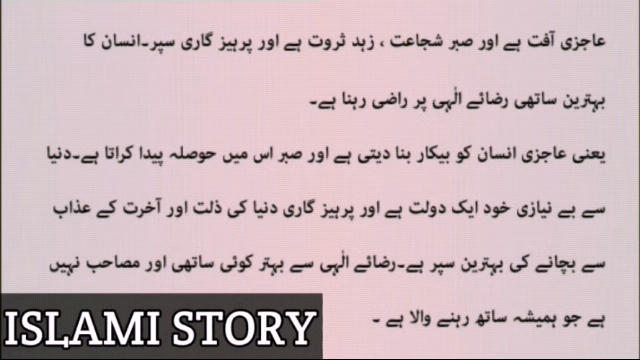 عاجزی آفت ہے اور صبر شجاعت ، زہد ثروت ہے اور پرہیز گاری سپر۔انسان کا
بہترین ساتھی رضائے الٰہی پر راضی رہنا ہے۔
یعنی عاجزی انسان کو بیکار بنا دیتی ہے اور صبر اس میں حوصلہ پیدا کراتا ہے۔دنیا
سے بے نیازی خود ایک دولت ہے اور پرہیز گاری دنیا کی ذلت اور آخرت کے عذاب
سے بچانے کی بہترین سپر ہے۔رضائے الٰہی سے بہتر کوئی ساتھی اور مصاحب نہیں
ہے جو ہمیشہ ساتھ رہنے والا ہے ۔
ISLAMI STORY